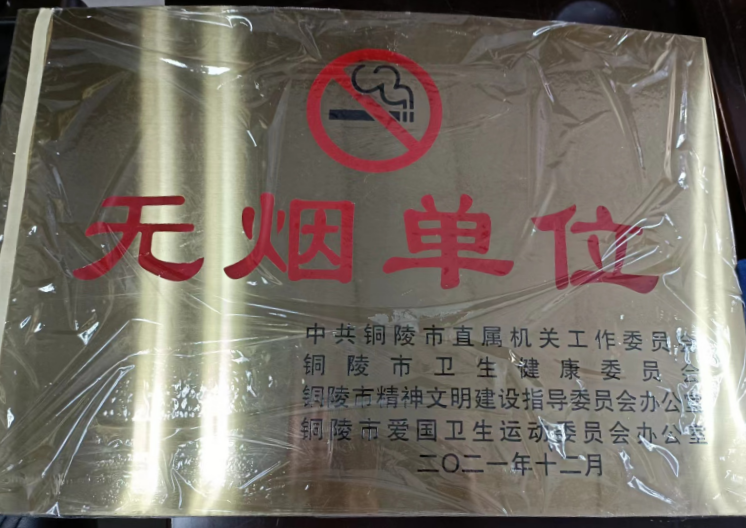 无烟单位
中共铜陵市直属机关工作委员会
铜陵市卫生健康委员会
铜陵市精神文明建设指导委员会办公室
铜陵市爱国卫生运动委员会办公室
二〇二一年十二月